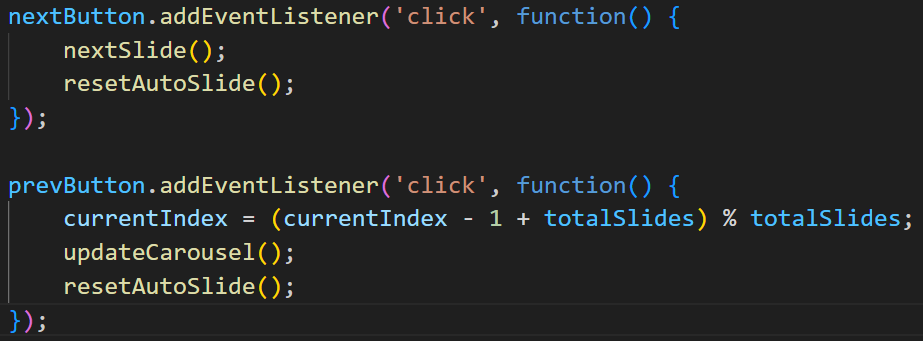 nextButton.addEventListener('click', function() {
    nextSlide();
    resetAutoSlide();
});

prevButton.addEventListener('click', function() {
    currentIndex = (currentIndex - 1 + totalSlides) % totalSlides;
    updateCarousel();
    resetAutoSlide();
});